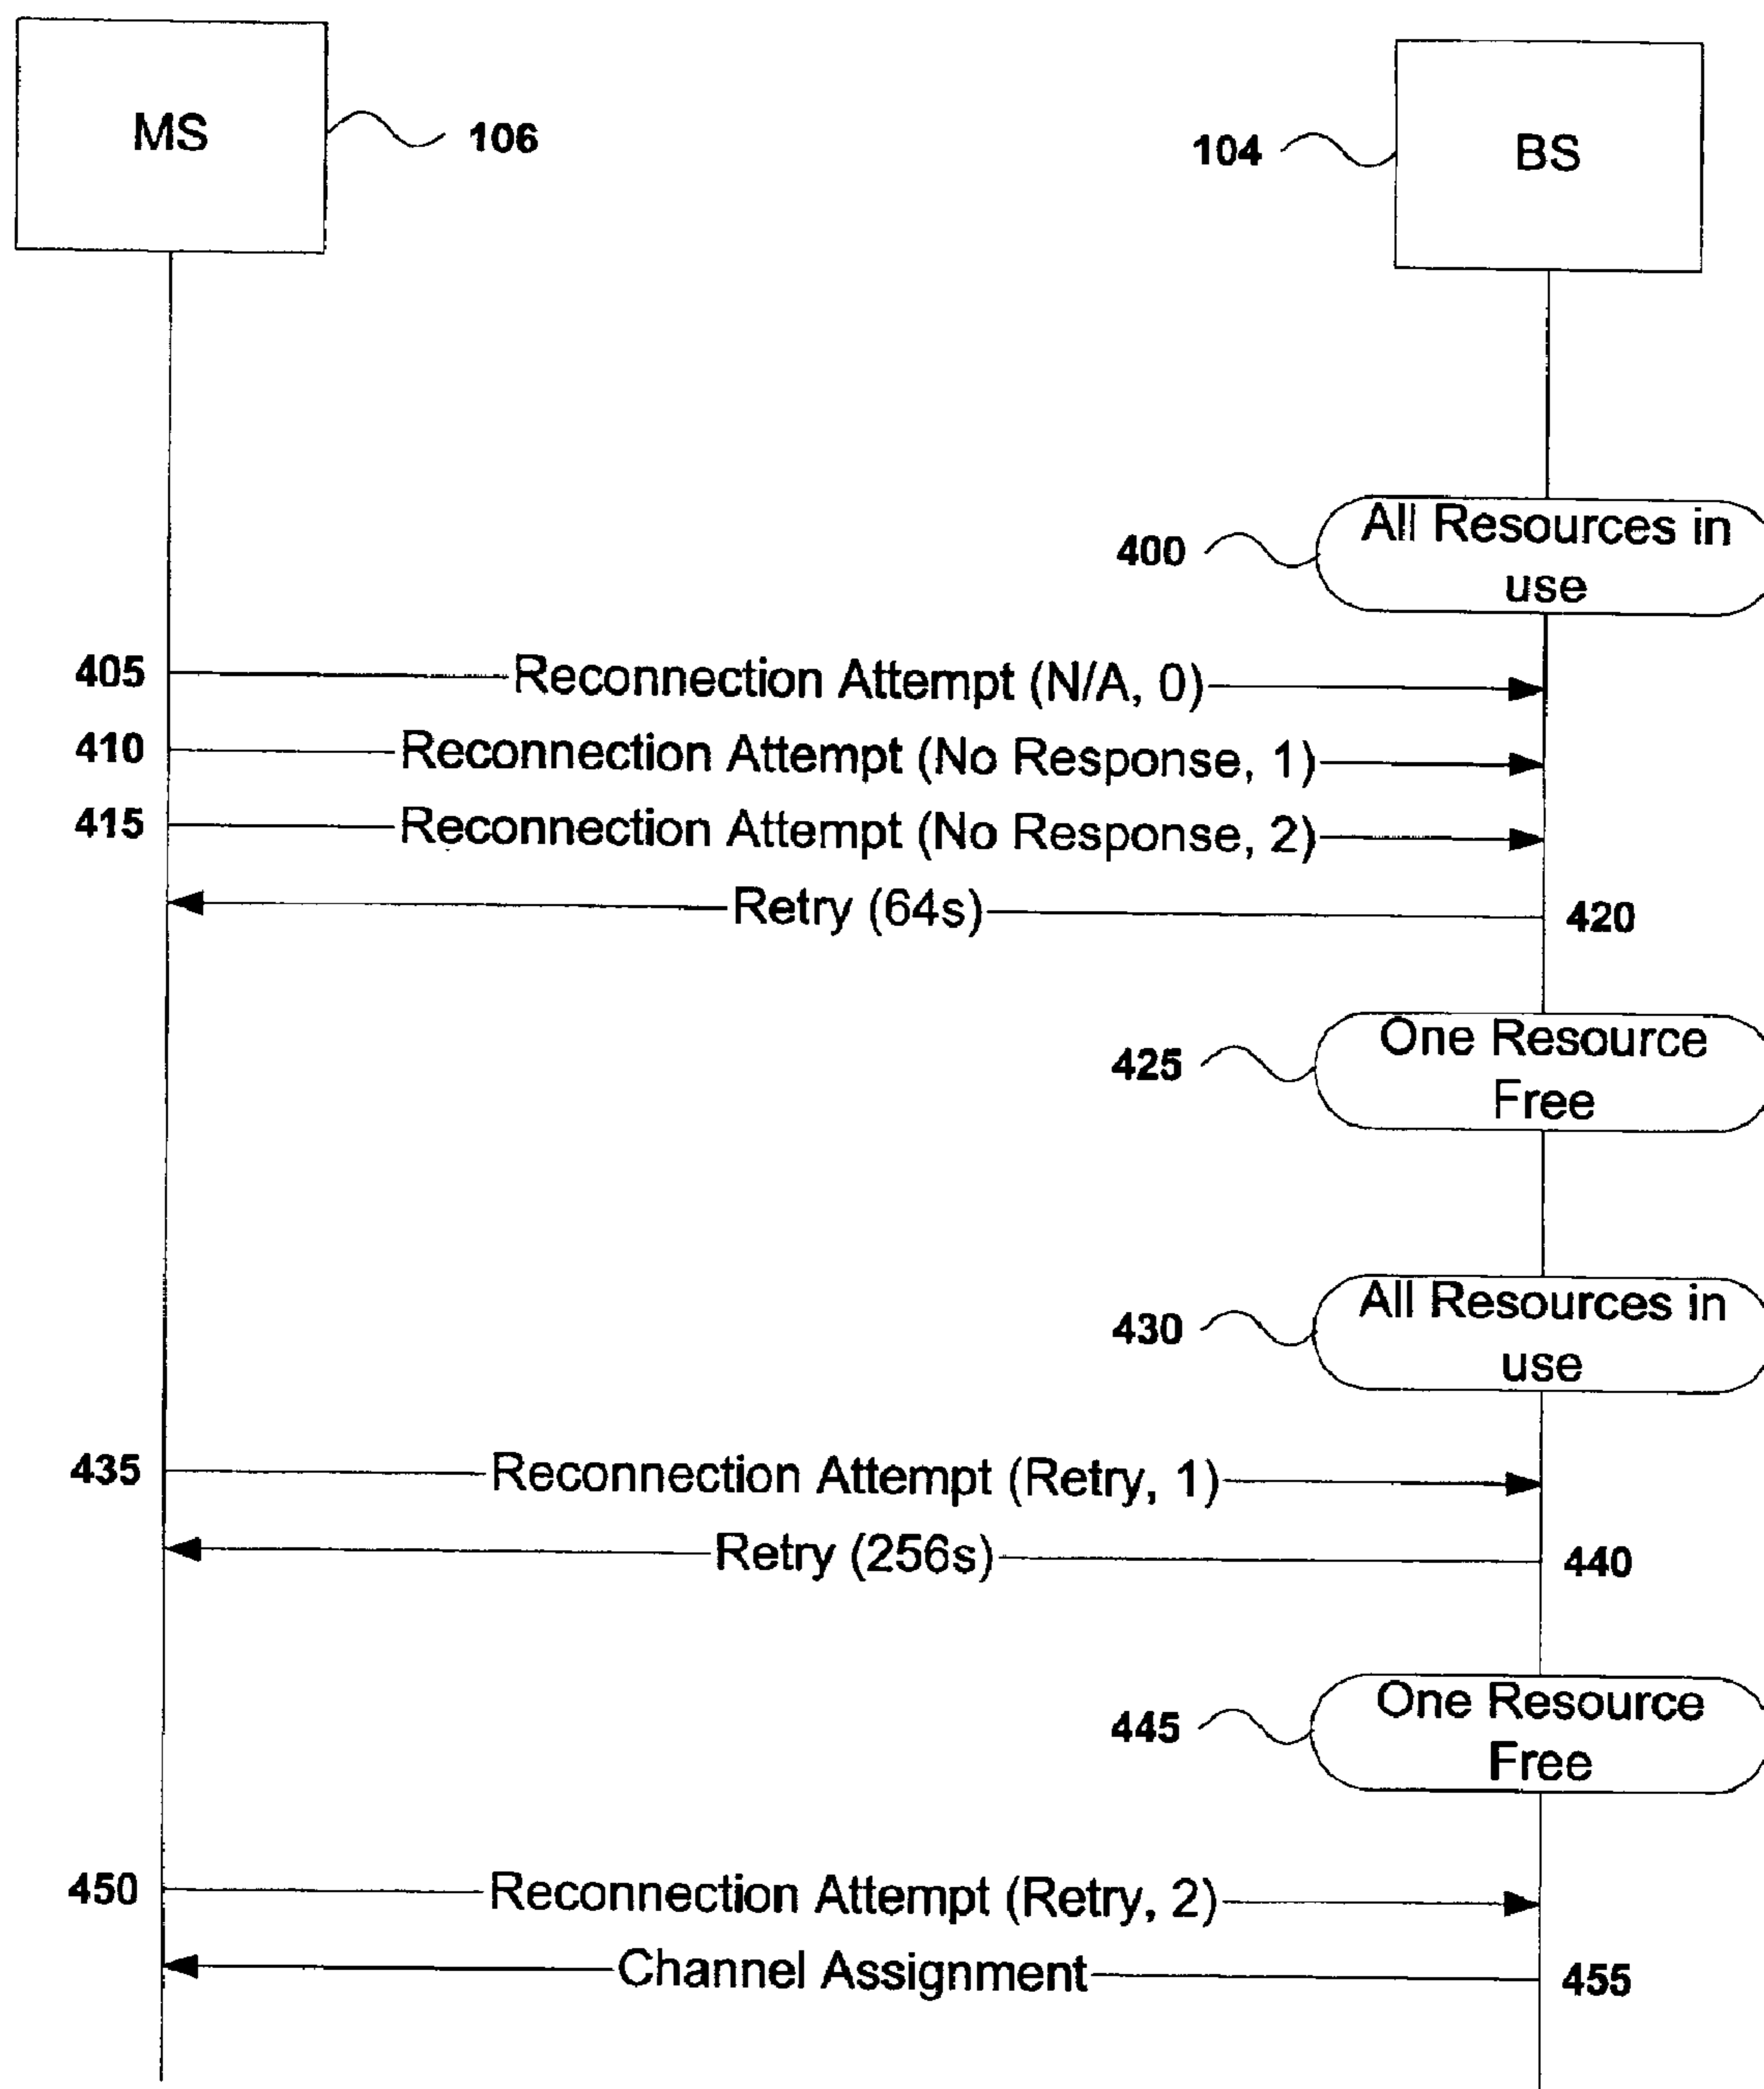 MS
106
104
BS
400
All Resources in
use
405
Reconnection Attempt (N/A, 0)
410
Reconnection Attempt (No Response, 1)
415
Reconnection Attempt (No Response, 2)
Retry (64s)
420
425
One Resource
Free
430
All Resources in
use
435
Reconnection Attempt (Retry, 1)
Retry (256s)
440
445
One Resource
Free
450
Reconnection Attempt (Retry, 2)
Channel Assignment
455